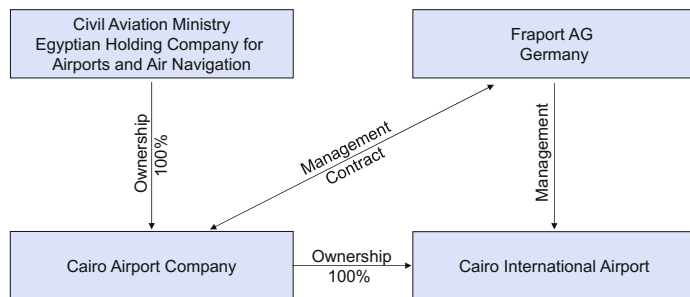 Civil Aviation Ministry
Egyptian Holding Company for
Airports and Air Navigation
Fraport AG
Germany
Ownership
100%
Management
Contract
Management
Cairo Airport Company
Ownership
100%
Cairo International Airport